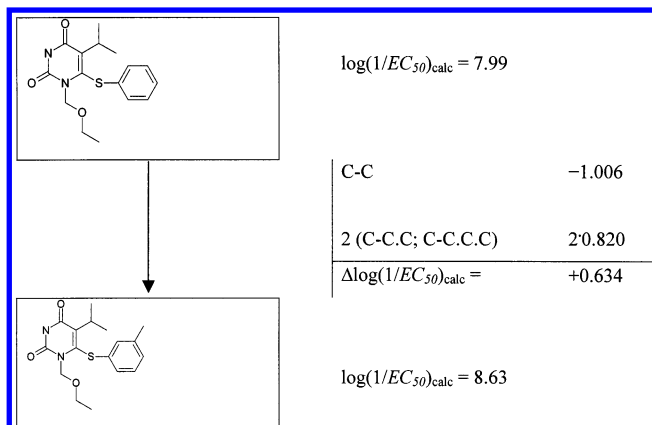 O
N
O
N
S
O
log(1/EC₅₀)calc = 7.99
C-C −1.006
2 (C-C.C; C-C.C.C) 2·0.820
Δlog(1/EC₅₀)calc = +0.634
O
N
O
N
S
O
log(1/EC₅₀)calc = 8.63